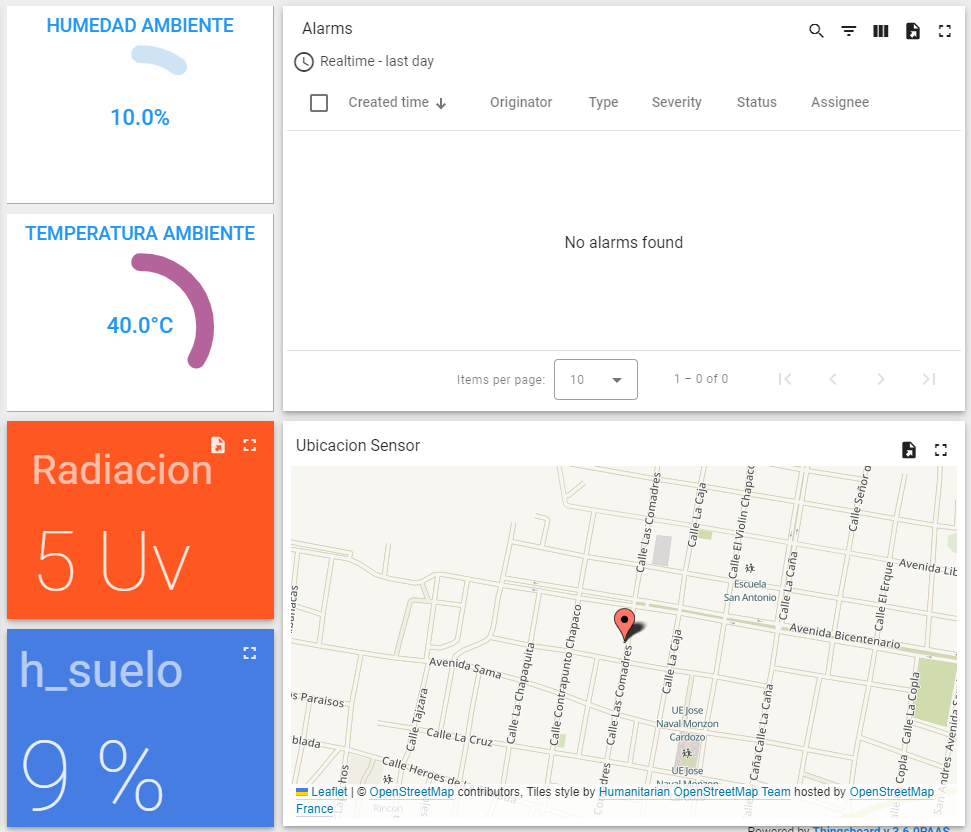 HUMEDAD AMBIENTE
10.0%
TEMPERATURA AMBIENTE
40.0°C
Radiacion
5 Uv
h_suelo
9 %
Alarms
Realtime - last day
Created time Originator Type Severity Status Assignee
No alarms found
Items per page: 10 1 – 0 of 0
Ubicacion Sensor
Calle Las Comadres
Calle La Caja
Calle El Violin Chapaco
Calle Señor d
Avenida Lib
Escuela
San Antonio
Calle La Caña
Calle El Erque
Avenida Bicentenario
Calle Contrapunto Chapaco
Calle La Chapaquita
Calle Las Comadres
Calle La Caja
Avenida Sama
os Paraisos
Calle Tajzara
Calle La Cruz
blada
Calle Heroes de
UE Jose
Naval Monzon
Cardozo
UE Jose
Naval Monzon
Calle La Caña
Caña
Calle La Copla
Copla
Avenida
San Andres
Rincon
Leaflet | © OpenStreetMap contributors, Tiles style by Humanitarian OpenStreetMap Team hosted by OpenStreetMap
France
Powered by Thingsboard v.3.6.0PAAS